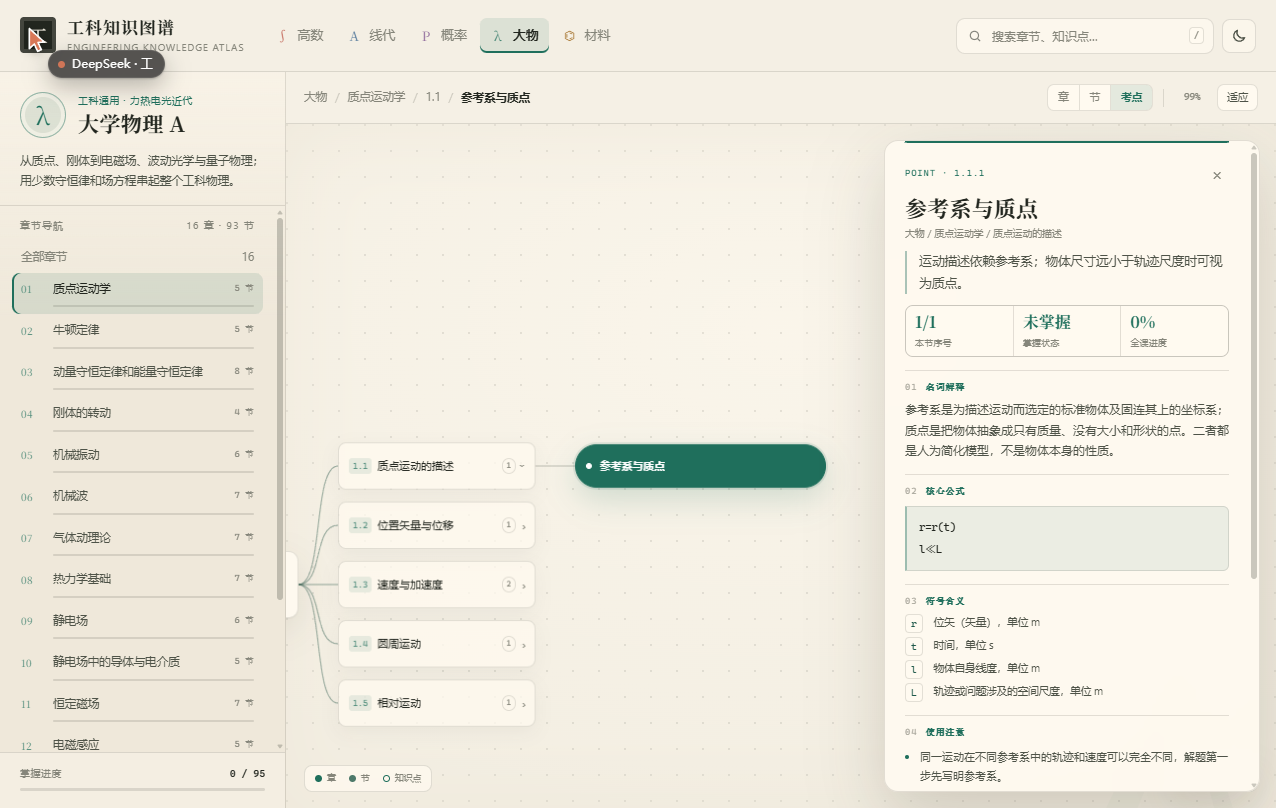 工科知识图谱
ENGINEERING KNOWLEDGE ATLAS
DeepSeek · 工
∫ 高数
A 线代
P 概率
λ 大物
材料
搜索章节、知识点...
/
λ
工科通用 · 力热电光近代
大学物理 A
从质点、刚体到电磁场、波动光学与量子物理；
用少数守恒律和场方程串起整个工科物理。
章节导航
16 章 · 93 节
全部章节 16
01 质点运动学 5 节
02 牛顿定律 5 节
03 动量守恒定律和能量守恒定律 8 节
04 刚体的转动 4 节
05 机械振动 6 节
06 机械波 7 节
07 气体动理论 7 节
08 热力学基础 7 节
09 静电场 6 节
10 静电场中的导体与电介质 5 节
11 恒定磁场 7 节
12 电磁感应 5 节
掌握进度 0 / 95
大物 / 质点运动学 / 1.1 / 参考系与质点
章 节 考点
99%
适应
1.1 质点运动的描述 1
参考系与质点
1.2 位置矢量与位移 1
1.3 速度与加速度 2
1.4 圆周运动 1
1.5 相对运动 1
章 节 知识点
POINT · 1.1.1
×
参考系与质点
大物 / 质点运动学 / 质点运动的描述
运动描述依赖参考系；物体尺寸远小于轨迹尺度时可视
为质点。
1/1 未掌握 0%
本节序号 掌握状态 全课进度
01 名词解释
参考系是为描述运动而选定的标准物体及固连其上的坐标系；
质点是把物体抽象成只有质量、没有大小和形状的点。二者都
是人为简化模型，不是物体本身的性质。
02 核心公式
r=r(t)
l≪L
03 符号含义
r 位矢（矢量），单位 m
t 时间，单位 s
l 物体自身线度，单位 m
L 轨迹或问题涉及的空间尺度，单位 m
04 使用注意
同一运动在不同参考系中的轨迹和速度可以完全不同，解题第一
步先写明参考系。